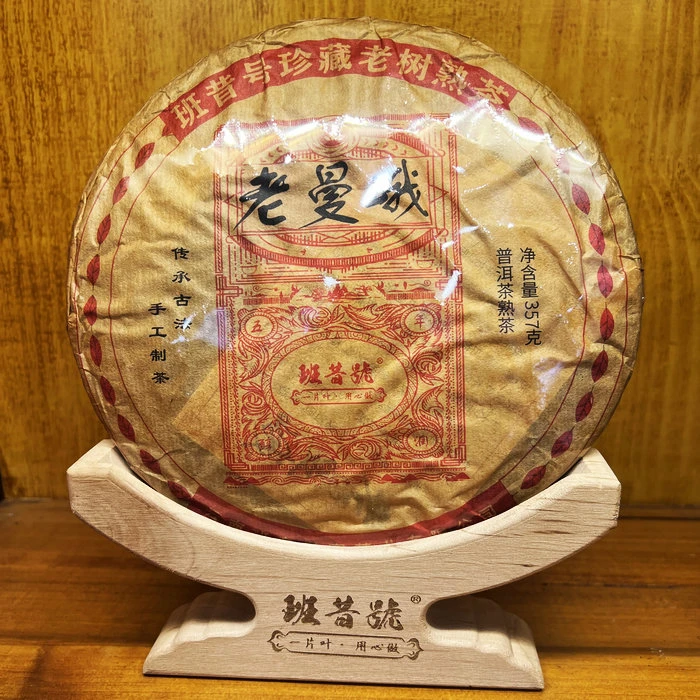 班昔号珍藏老树熟茶
老曼峨
传承古法
手工制茶
净含量357克
普洱茶熟茶
五
年
班昔號
一片叶·用心做
班昔號®
一片叶·用心做